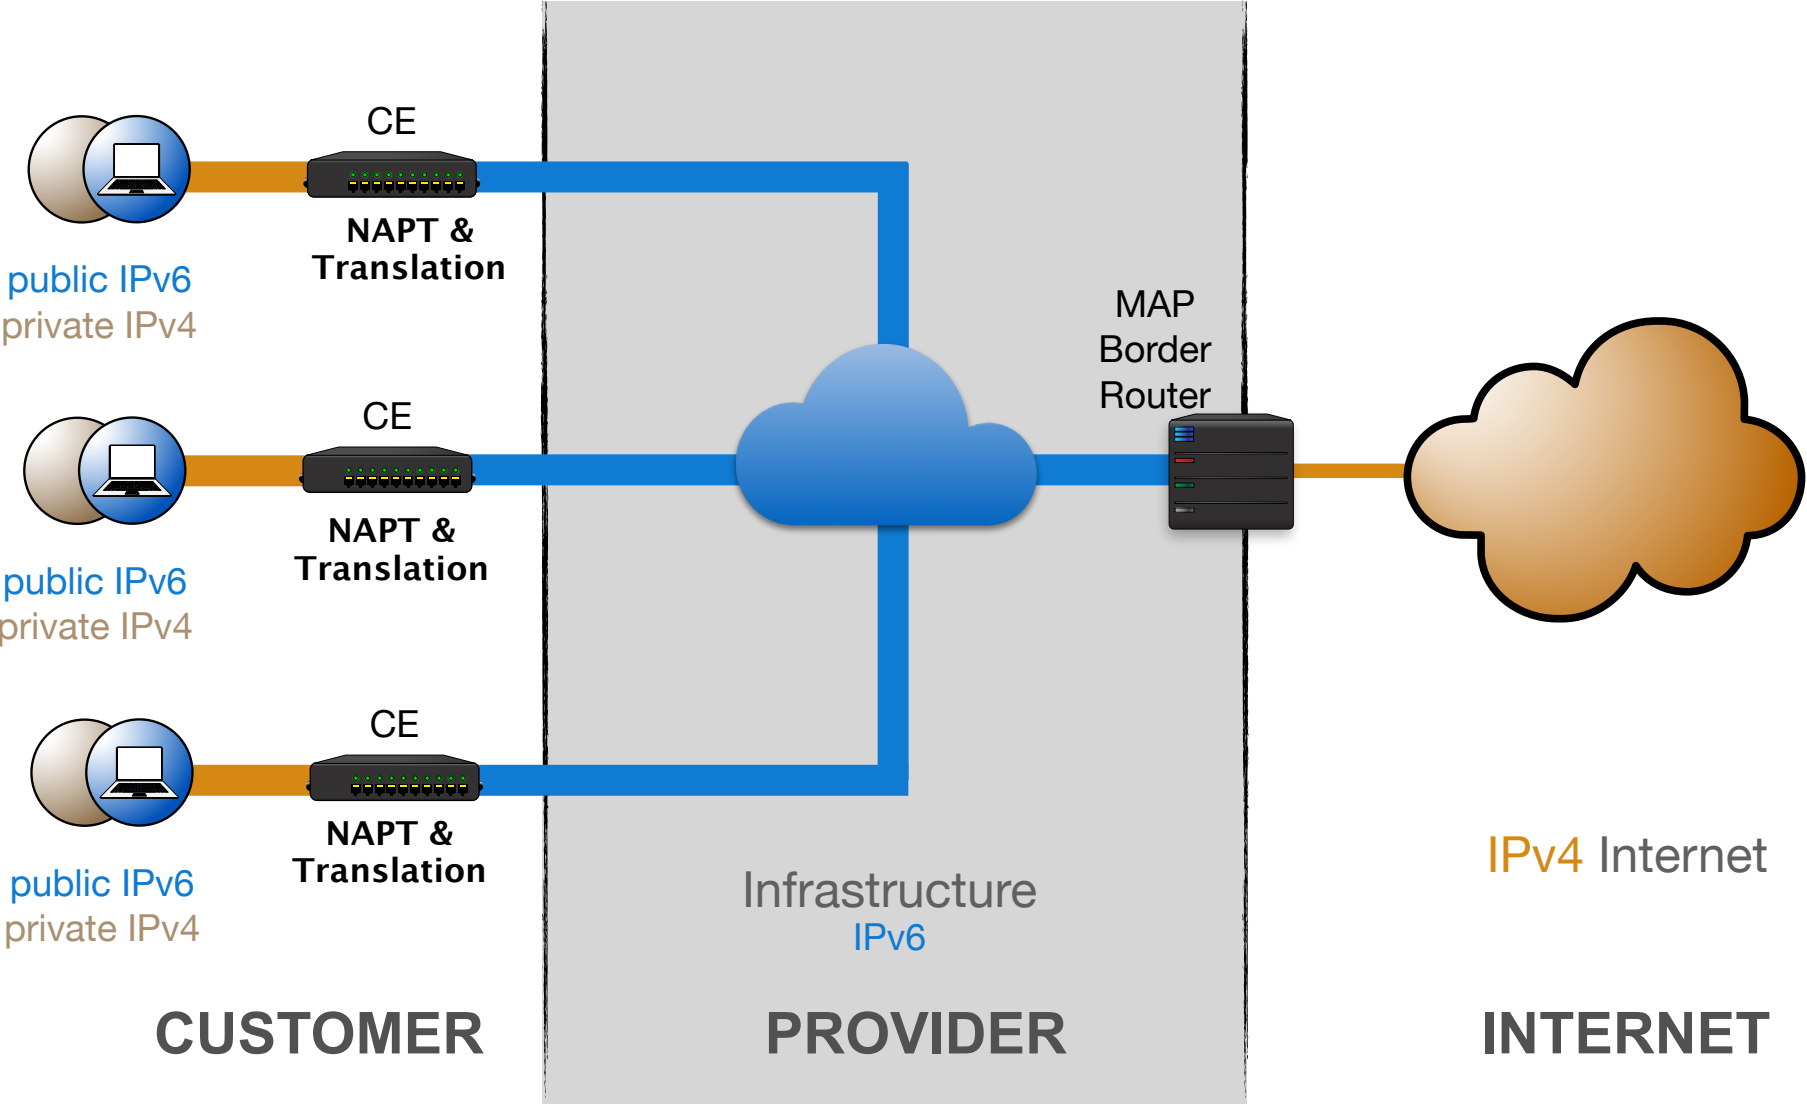 CE
NAPT &
Translation
public IPv6
private IPv4
CE
NAPT &
Translation
public IPv6
private IPv4
CE
NAPT &
Translation
public IPv6
private IPv4
MAP
Border
Router
Infrastructure
IPv6
IPv4 Internet
CUSTOMER
PROVIDER
INTERNET